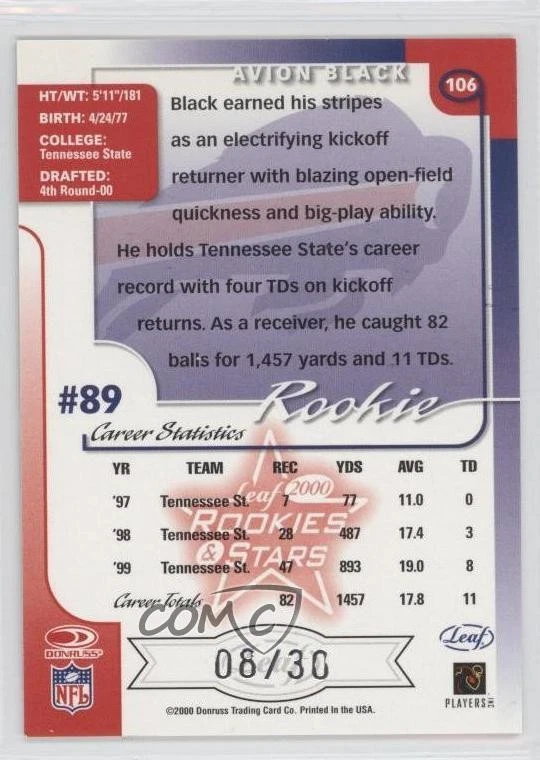 AVION BLACK
106
HT/WT: 5'11"/181
BIRTH: 4/24/77
COLLEGE:
Tennessee State
DRAFTED:
4th Round-00
Black earned his stripes
as an electrifying kickoff
returner with blazing open-field
quickness and big-play ability.
He holds Tennessee State's career
record with four TDs on kickoff
returns. As a receiver, he caught 82
balls for 1,457 yards and 11 TDs.
#89
Rookie
Career Statistics
YR TEAM REC YDS AVG TD
'97 Tennessee St. 7 77 11.0 0
'98 Tennessee St. 28 487 17.4 3
'99 Tennessee St. 47 893 19.0 8
Career Totals 82 1457 17.8 11
Leaf 2000
ROOKIES
& STARS
COMC
DONRUSS
NFL
08/30
Leaf
PLAYERS INC
©2000 Donruss Trading Card Co. Printed in the USA.